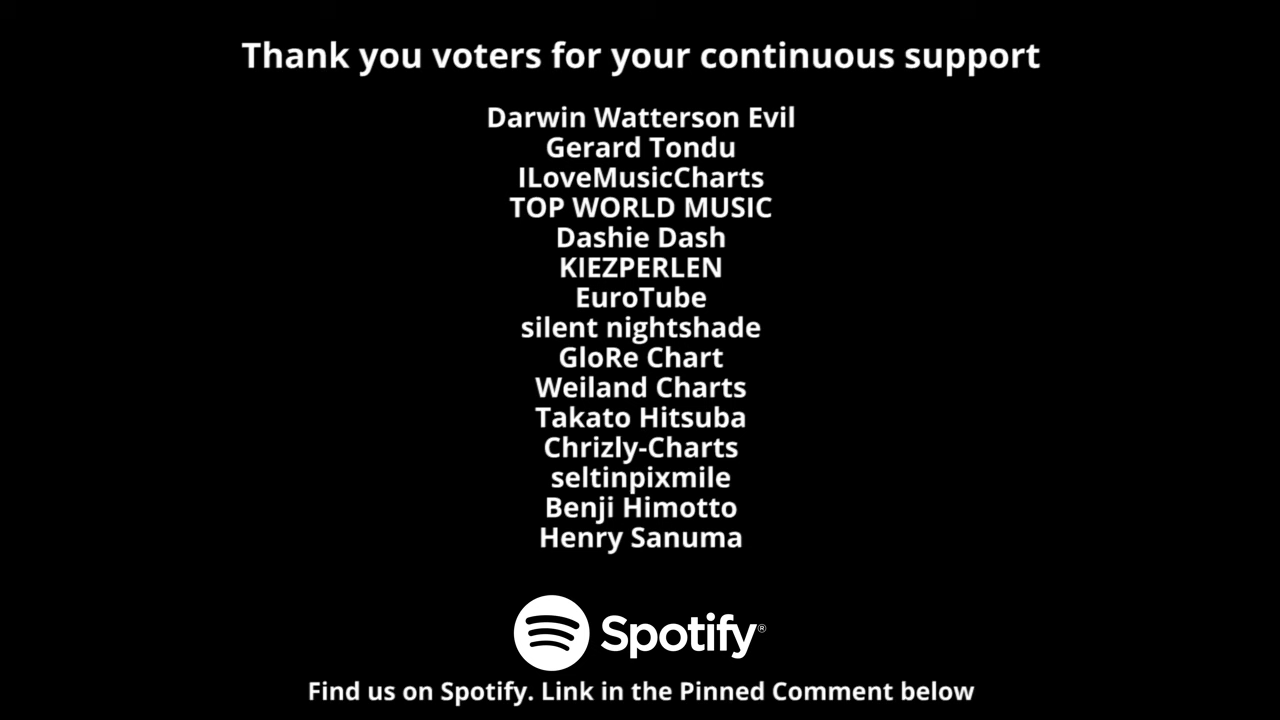 Thank you voters for your continuous support
Darwin Watterson Evil
Gerard Tondu
ILoveMusicCharts
TOP WORLD MUSIC
Dashie Dash
KIEZPERLEN
EuroTube
silent nightshade
GloRe Chart
Weiland Charts
Takato Hitsuba
Chrizly-Charts
seltinpixmile
Benji Himotto
Henry Sanuma
Spotify®
Find us on Spotify. Link in the Pinned Comment below